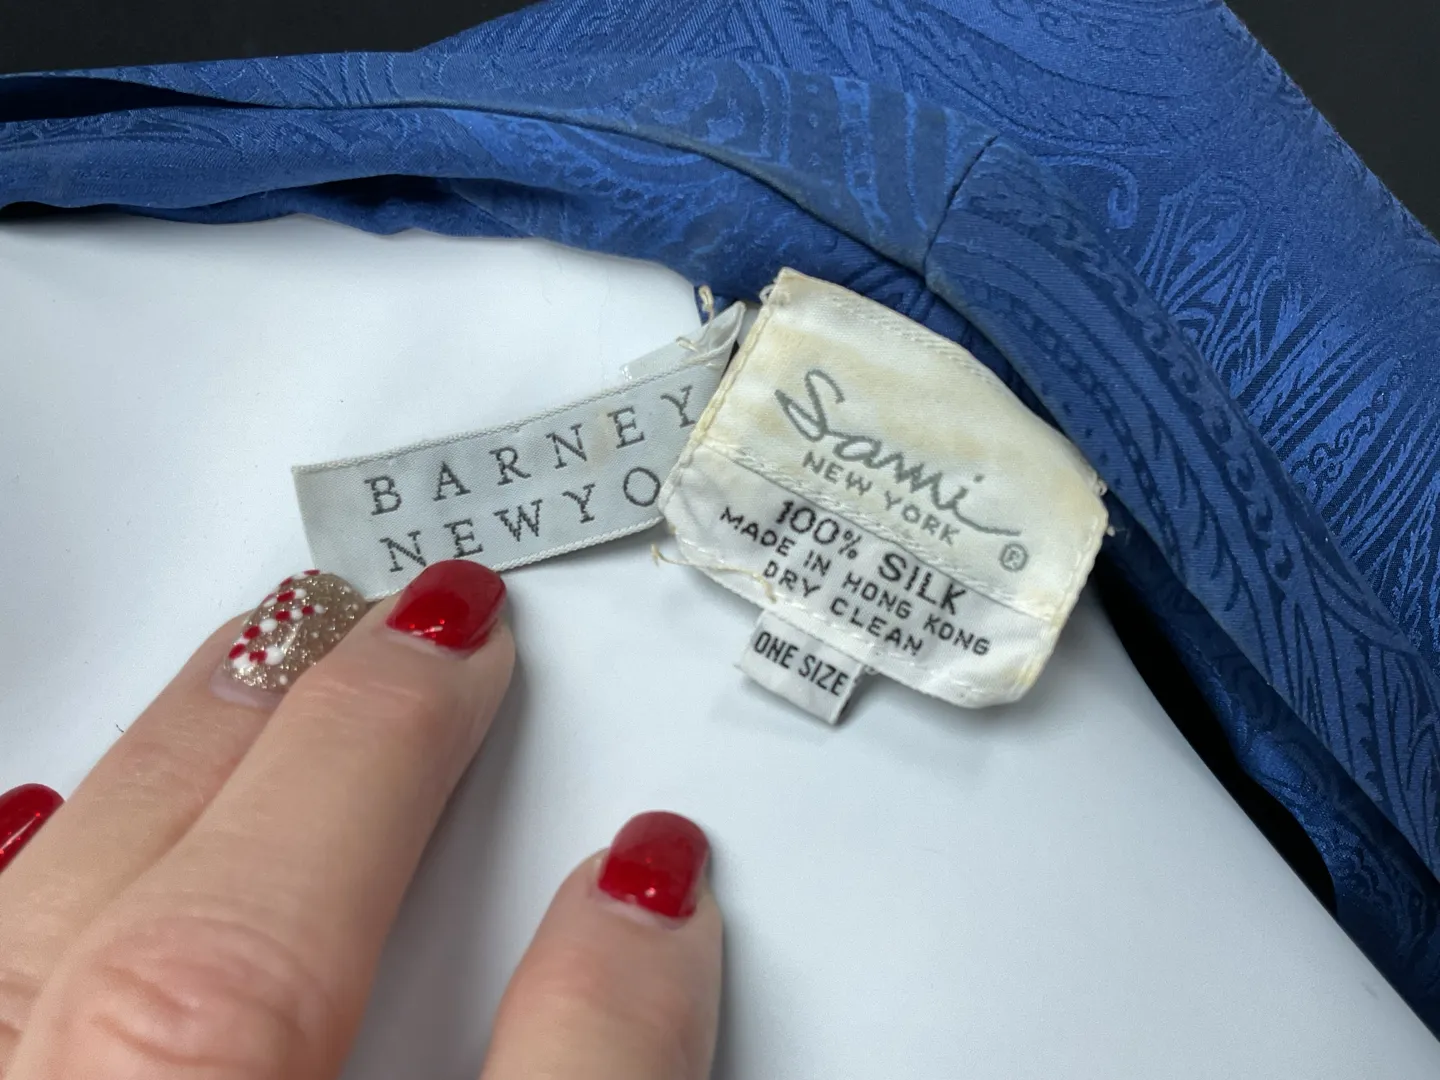 BARNEY
NEWYO
Sami
NEW YORK
®
100% SILK
MADE IN HONG KONG
DRY CLEAN
ONE SIZE